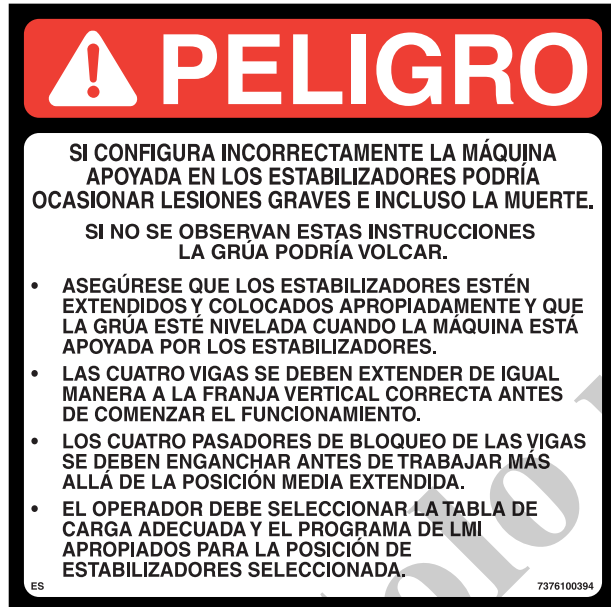 PELIGRO
SI CONFIGURA INCORRECTAMENTE LA MÁQUINA
APOYADA EN LOS ESTABILIZADORES PODRÍA
OCASIONAR LESIONES GRAVES E INCLUSO LA MUERTE.
SI NO SE OBSERVAN ESTAS INSTRUCCIONES
LA GRÚA PODRÍA VOLCAR.
• ASEGÚRESE QUE LOS ESTABILIZADORES ESTÉN
EXTENDIDOS Y COLOCADOS APROPIADAMENTE Y QUE
LA GRÚA ESTÉ NIVELADA CUANDO LA MÁQUINA ESTÁ
APOYADA POR LOS ESTABILIZADORES.
• LAS CUATRO VIGAS SE DEBEN EXTENDER DE IGUAL
MANERA A LA FRANJA VERTICAL CORRECTA ANTES
DE COMENZAR EL FUNCIONAMIENTO.
• LOS CUATRO PASADORES DE BLOQUEO DE LAS VIGAS
SE DEBEN ENGANCHAR ANTES DE TRABAJAR MÁS
ALLÁ DE LA POSICIÓN MEDIA EXTENDIDA.
• EL OPERADOR DEBE SELECCIONAR LA TABLA DE
CARGA ADECUADA Y EL PROGRAMA DE LMI
APROPIADOS PARA LA POSICIÓN DE
ESTABILIZADORES SELECCIONADA.
ES 7376100394